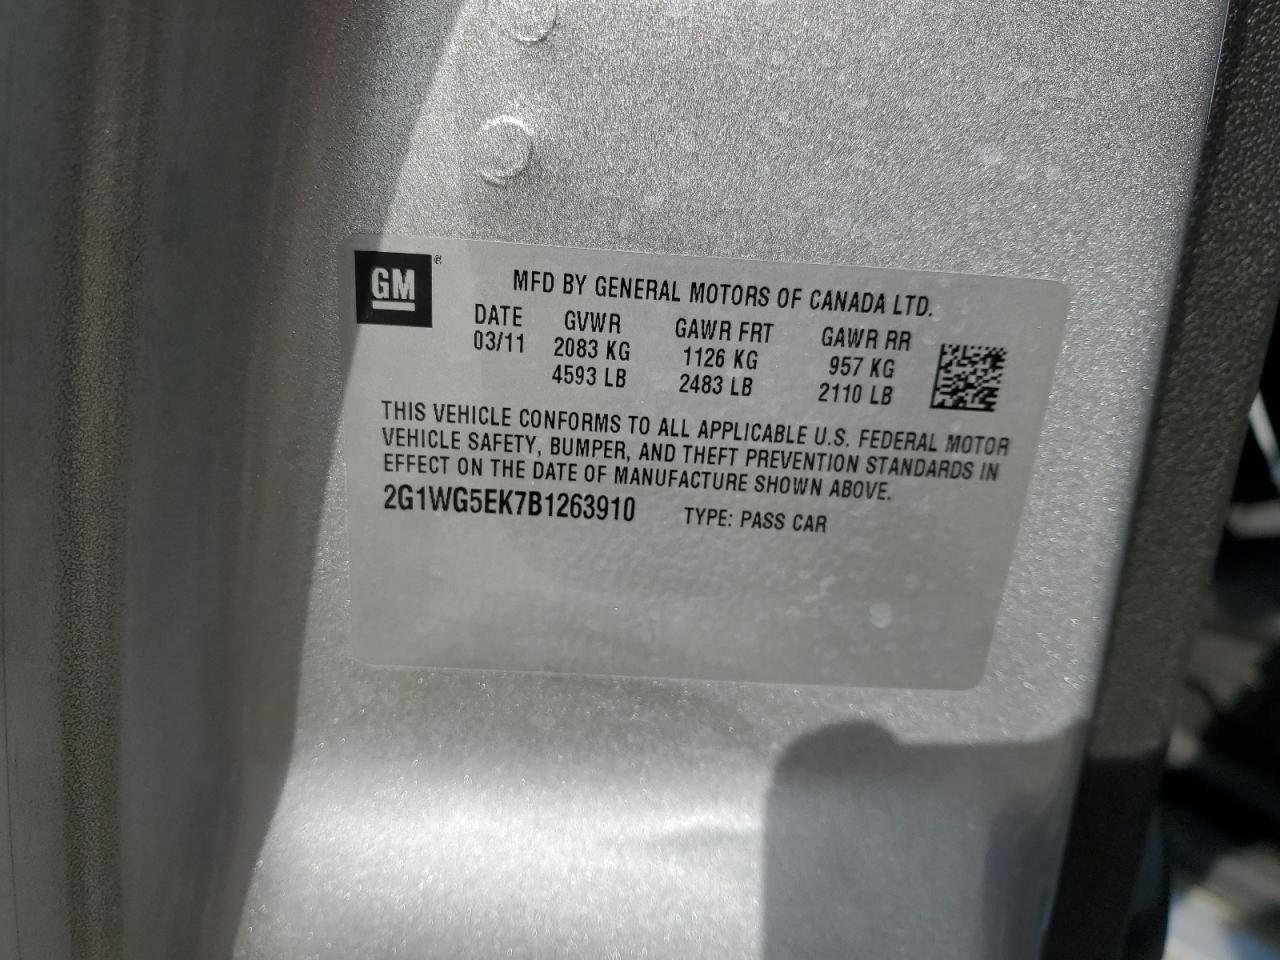 GM®
MFD BY GENERAL MOTORS OF CANADA LTD.
DATE GVWR GAWR FRT GAWR RR
03/11 2083 KG 1126 KG 957 KG
4593 LB 2483 LB 2110 LB
THIS VEHICLE CONFORMS TO ALL APPLICABLE U.S. FEDERAL MOTOR
VEHICLE SAFETY, BUMPER, AND THEFT PREVENTION STANDARDS IN
EFFECT ON THE DATE OF MANUFACTURE SHOWN ABOVE.
2G1WG5EK7B1263910 TYPE: PASS CAR